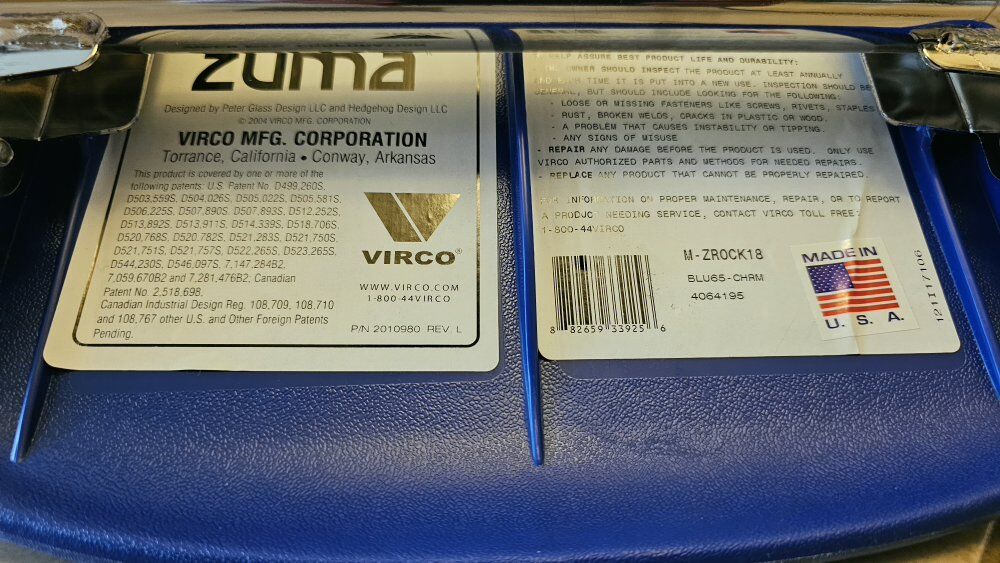 zuma
Designed by Peter Glass Design LLC and Hedgehog Design LLC
© 2004 VIRCO MFG. CORPORATION
VIRCO MFG. CORPORATION
Torrance, California • Conway, Arkansas
This product is covered by one or more of the
following patents: U.S. Patent No. D499,260S,
D503,559S, D504,026S, D505,022S, D505,581S,
D506,225S, D507,890S, D507,893S, D512,252S,
D513,892S, D513,911S, D514,339S, D518,706S,
D520,768S, D520,782S, D521,283S, D521,750S,
D521,751S, D521,757S, D522,265S, D523,265S,
D544,230S, D546,097S, 7,147,284B2,
7,059,670B2 and 7,281,476B2; Canadian
Patent No. 2,518,698.
Canadian Industrial Design Reg. 108,709, 108,710
and 108,767 other U.S. and Other Foreign Patents
Pending.
VIRCO®
WWW.VIRCO.COM
1-800-44VIRCO
P/N 2010980 REV. L
HELP ASSURE BEST PRODUCT LIFE AND DURABILITY:
OWNER SHOULD INSPECT THE PRODUCT AT LEAST ANNUALLY
AND EACH TIME IT IS PUT INTO A NEW USE. INSPECTION SHOULD BE
GENERAL, BUT SHOULD INCLUDE LOOKING FOR THE FOLLOWING:
- LOOSE OR MISSING FASTENERS LIKE SCREWS, RIVETS, STAPLES
- RUST, BROKEN WELDS, CRACKS IN PLASTIC OR WOOD.
- A PROBLEM THAT CAUSES INSTABILITY OR TIPPING.
- ANY SIGNS OF MISUSE
- REPAIR ANY DAMAGE BEFORE THE PRODUCT IS USED. ONLY USE
VIRCO AUTHORIZED PARTS AND METHODS FOR NEEDED REPAIRS.
- REPLACE ANY PRODUCT THAT CANNOT BE PROPERLY REPAIRED.
FOR INFORMATION ON PROPER MAINTENANCE, REPAIR, OR TO REPORT
A PRODUCT NEEDING SERVICE, CONTACT VIRCO TOLL FREE:
1-800-44VIRCO
M-ZROCK18
BLU65-CHRM
4064195
8 82659 33925 6
MADE IN
U. S. A.
121I17106